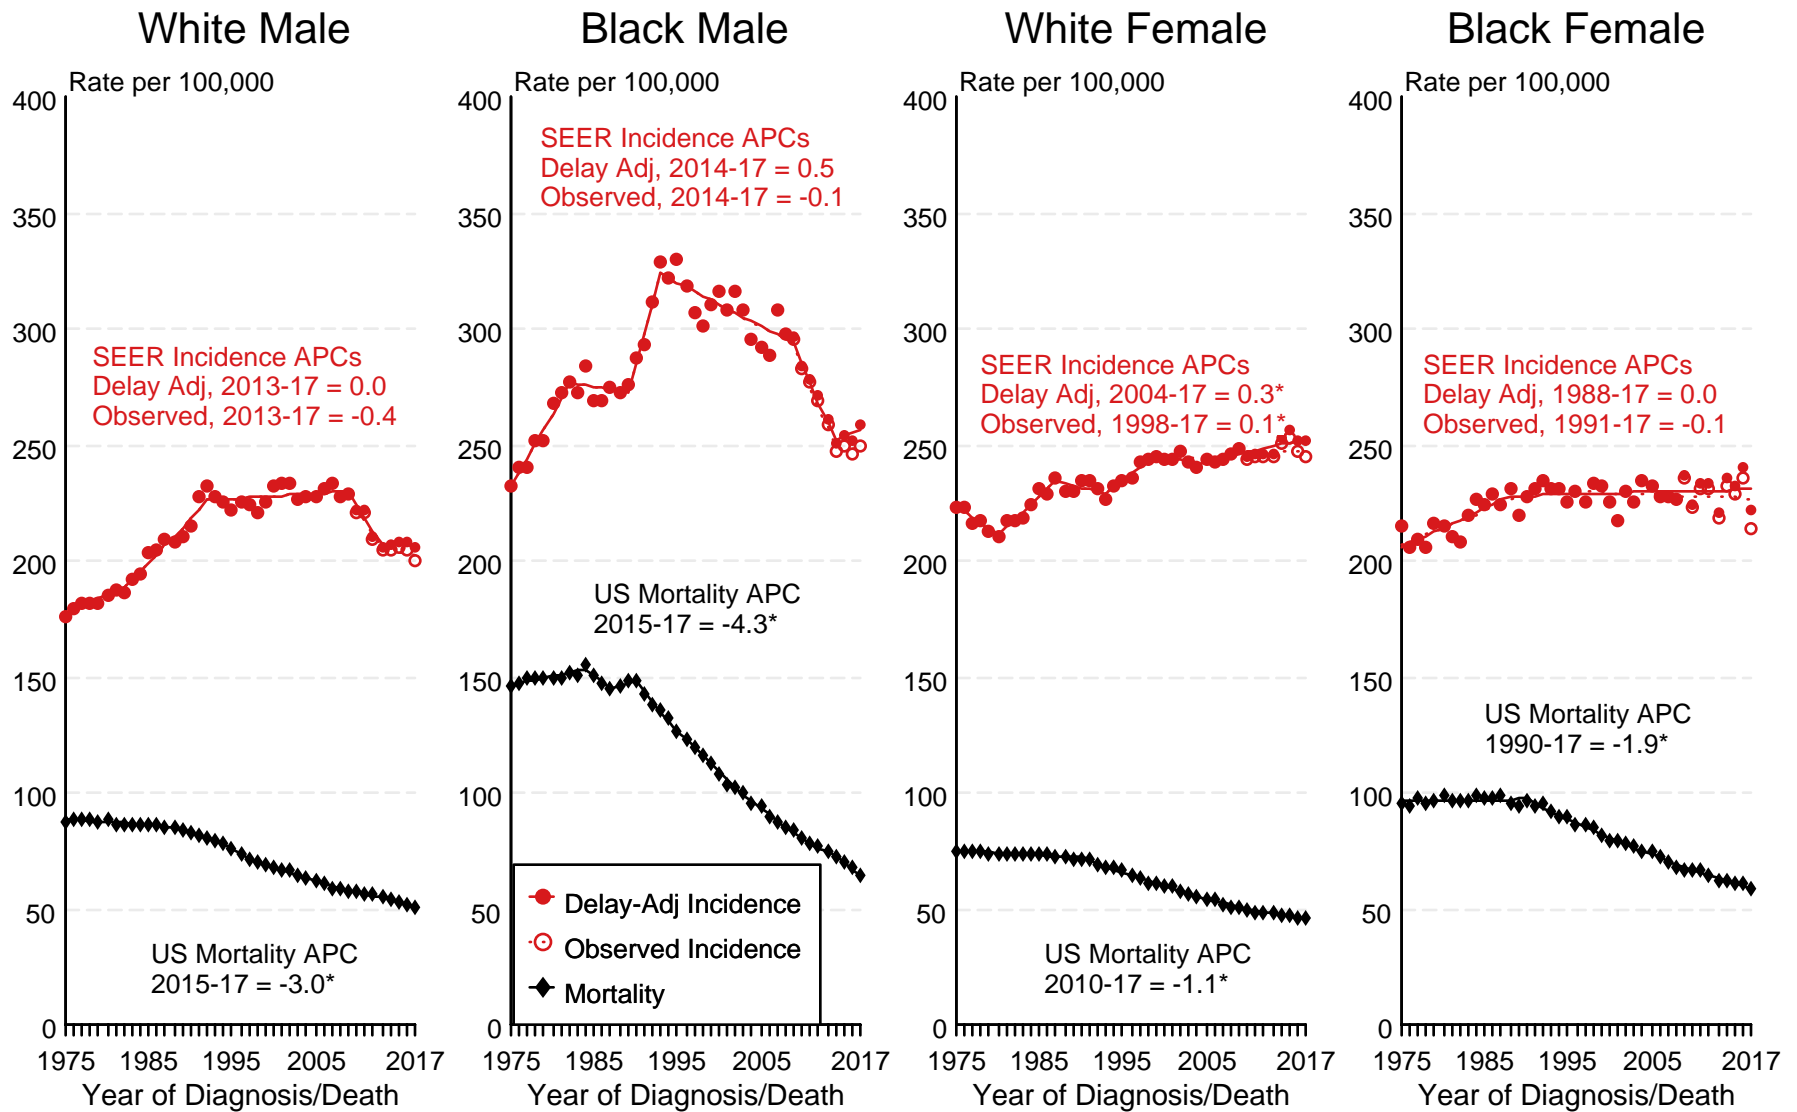 White Male
Rate per 100,000
400
350
300
250
200
150
100
50
0
SEER Incidence APCs
Delay Adj, 2013-17 = 0.0
Observed, 2013-17 = -0.4
US Mortality APC
2015-17 = -3.0*
1975 1985 1995 2005 2017
Year of Diagnosis/Death
Black Male
Rate per 100,000
400
350
300
250
200
150
100
50
0
SEER Incidence APCs
Delay Adj, 2014-17 = 0.5
Observed, 2014-17 = -0.1
US Mortality APC
2015-17 = -4.3*
Delay-Adj Incidence
Observed Incidence
Mortality
1975 1985 1995 2005 2017
Year of Diagnosis/Death
White Female
Rate per 100,000
400
350
300
250
200
150
100
50
0
SEER Incidence APCs
Delay Adj, 2004-17 = 0.3*
Observed, 1998-17 = 0.1*
US Mortality APC
2010-17 = -1.1*
1975 1985 1995 2005 2017
Year of Diagnosis/Death
Black Female
Rate per 100,000
400
350
300
250
200
150
100
50
0
SEER Incidence APCs
Delay Adj, 1988-17 = 0.0
Observed, 1991-17 = -0.1
US Mortality APC
1990-17 = -1.9*
1975 1985 1995 2005 2017
Year of Diagnosis/Death